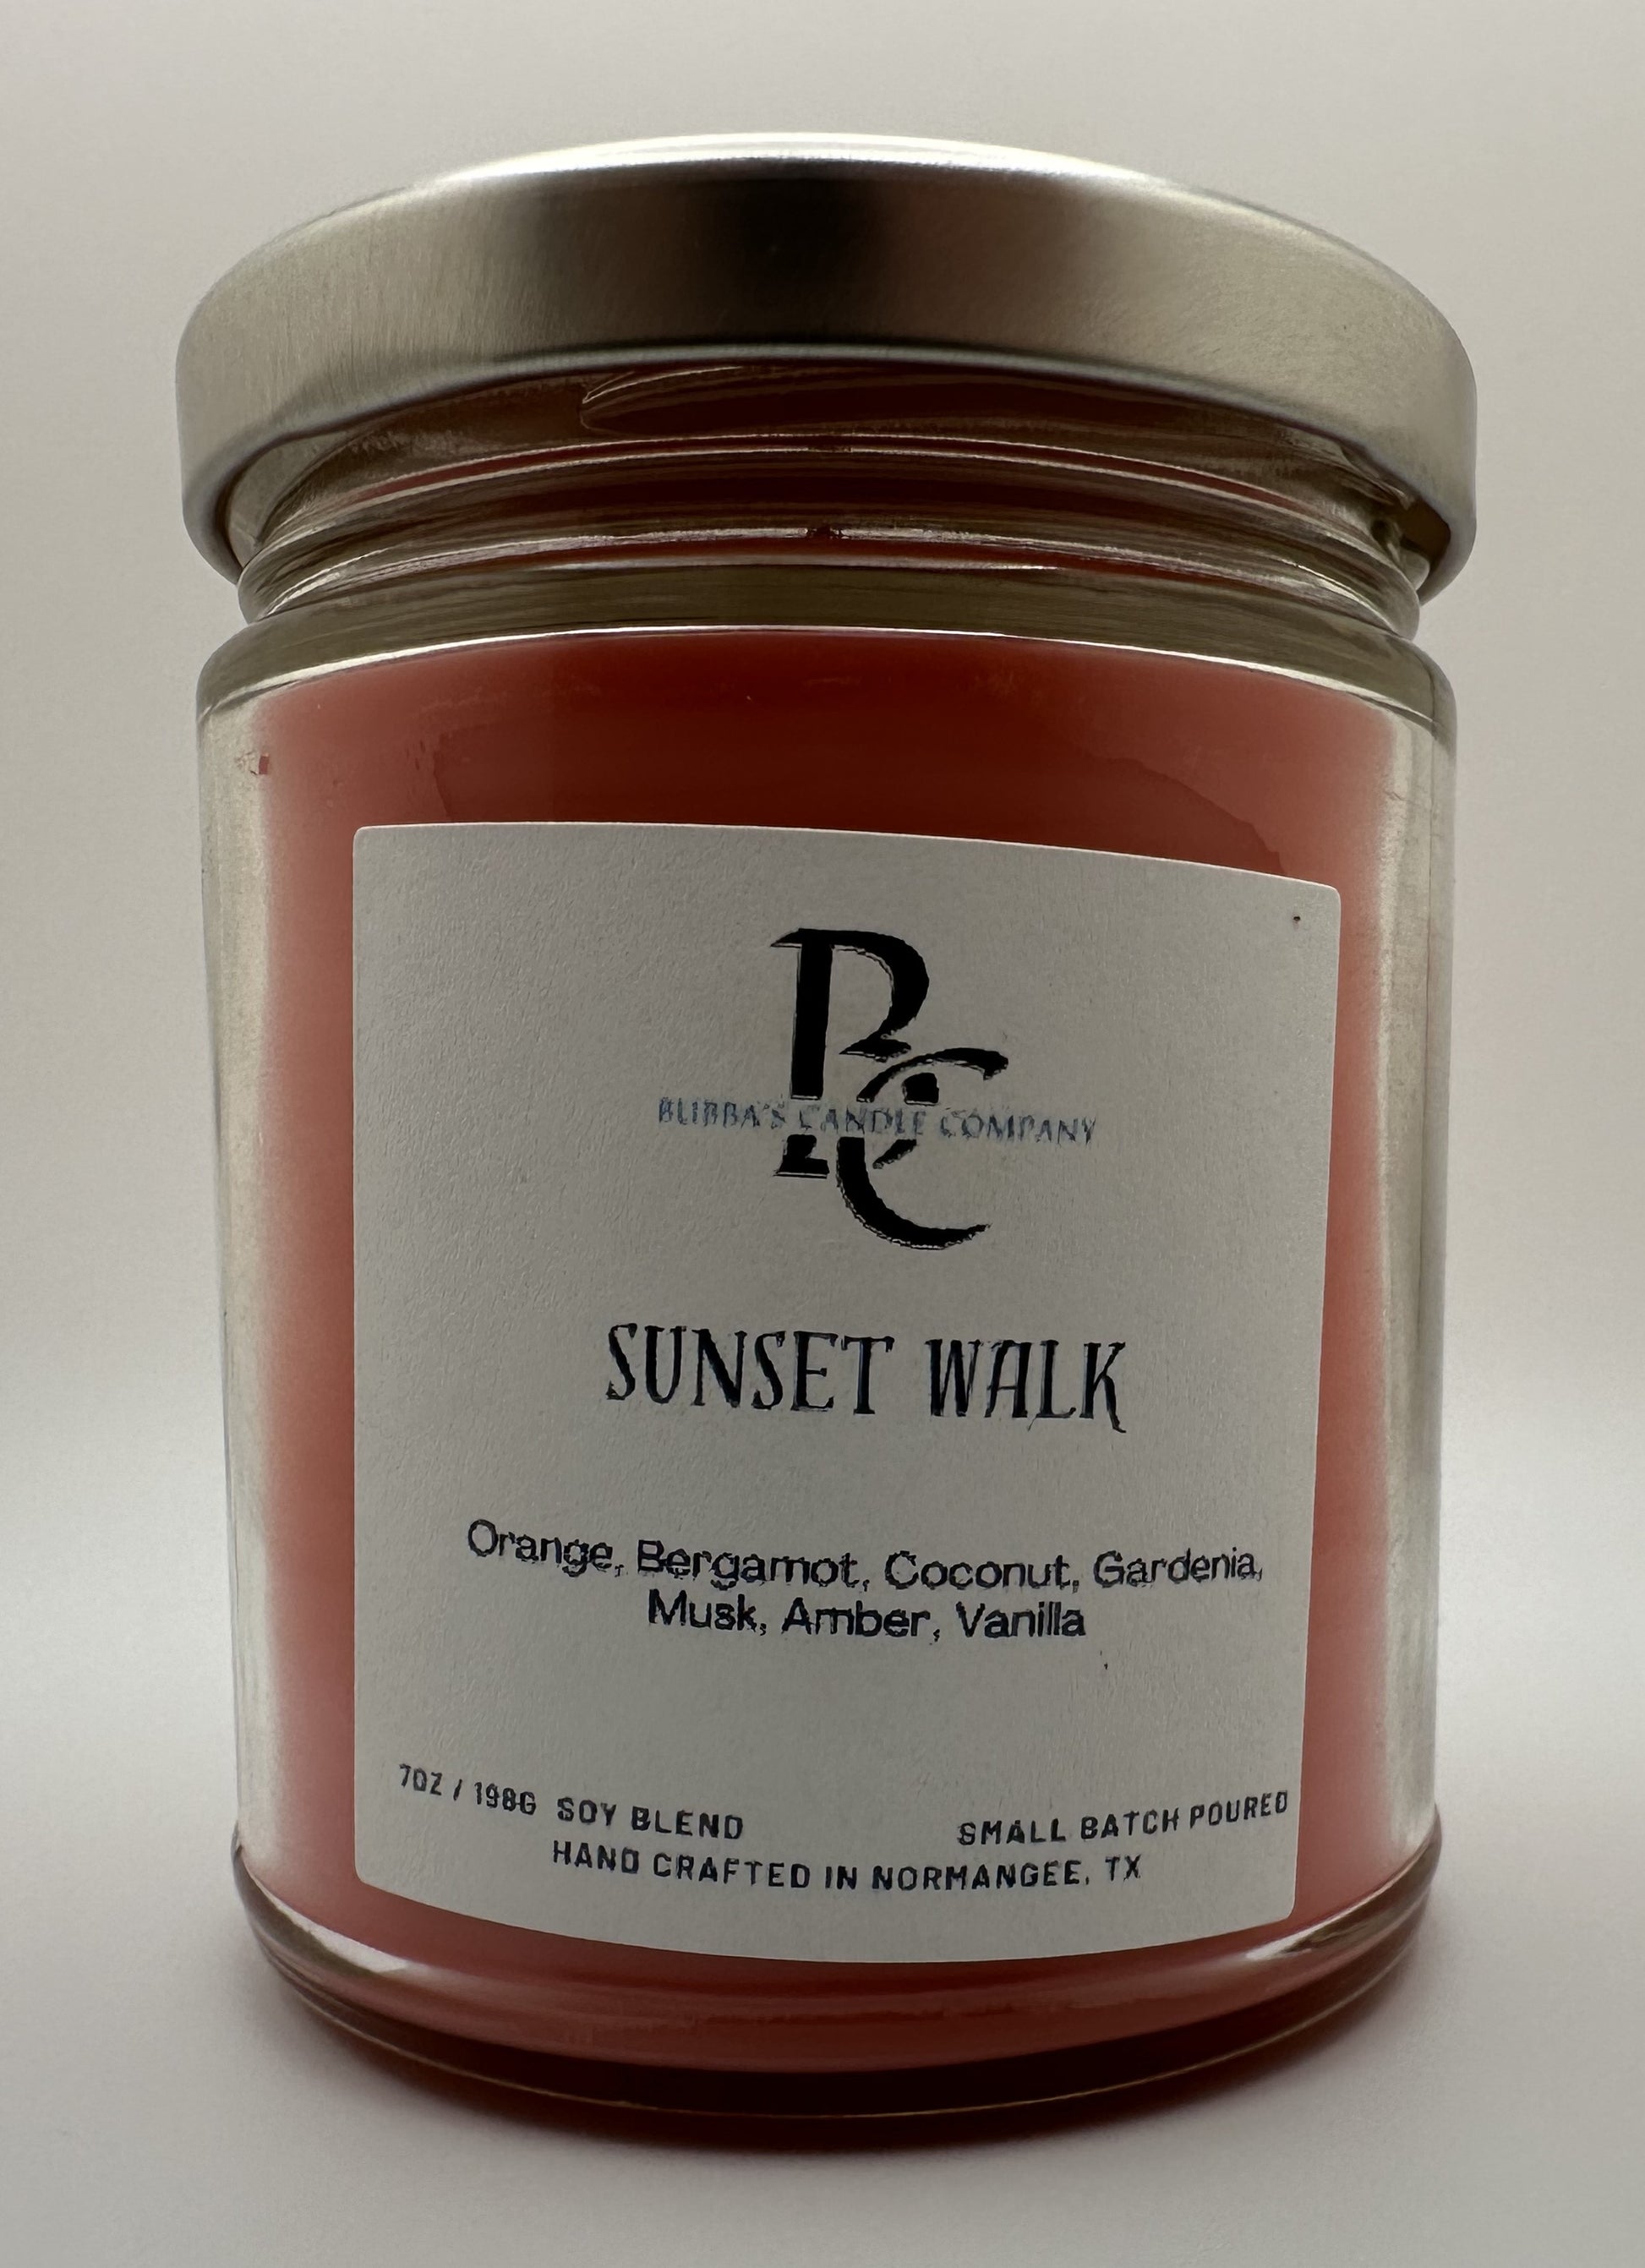 BC
BUBBA'S CANDLE COMPANY
SUNSET WALK
Orange, Bergamot, Coconut, Gardenia,
Musk, Amber, Vanilla
7OZ / 198G SOY BLEND SMALL BATCH POURED
HAND CRAFTED IN NORMANGEE, TX